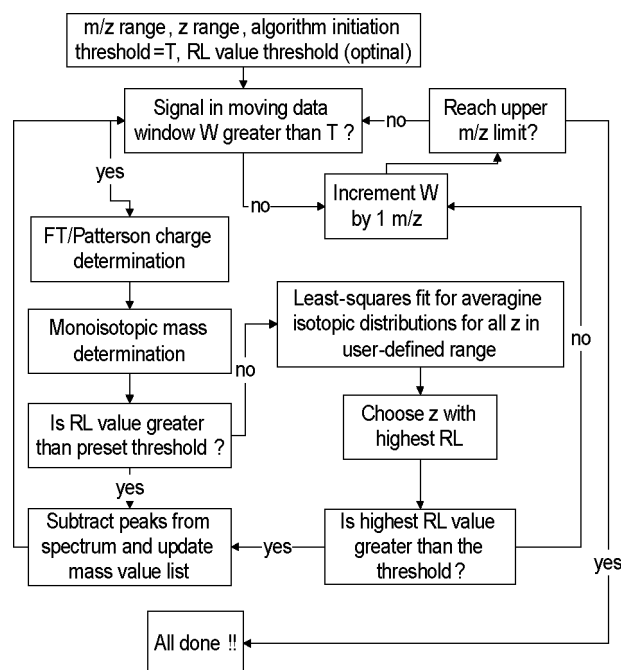 m/z range, z range, algorithm initiation
threshold=T, RL value threshold (optinal)
Signal in moving data
window W greater than T ?
no
Reach upper
m/z limit?
yes
no
Increment W
by 1 m/z
FT/Patterson charge
determination
Least-squares fit for averagine
isotopic distributions for all z in
user-defined range
no
Monoisotopic mass
determination
no
Is RL value greater
than preset threshold ?
Choose z with
highest RL
yes
Subtract peaks from
spectrum and update
mass value list
yes
Is highest RL value
greater than the
threshold ?
yes
All done !!